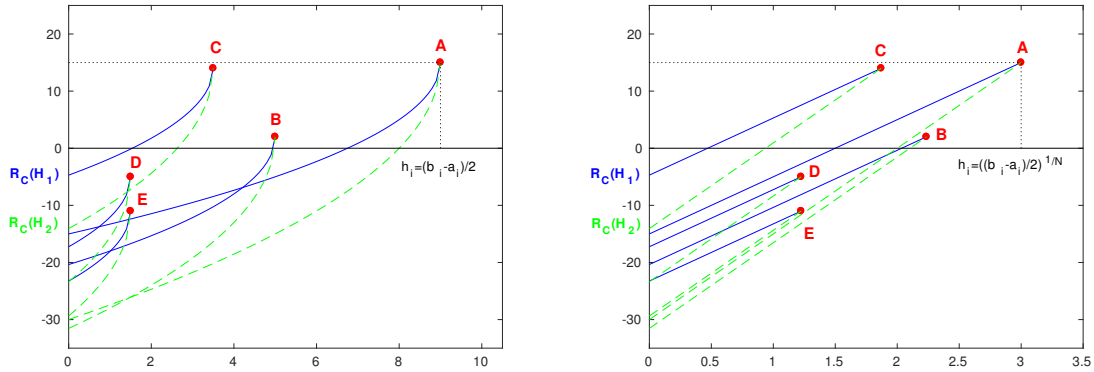 20
10
0
-10
-20
-30
0
2
4
6
8
10
R_C(H_1)
R_C(H_2)
C
A
B
D
E
h_i=(b_i-a_i)/2
20
10
0
-10
-20
-30
0
0.5
1
1.5
2
2.5
3
3.5
R_C(H_1)
R_C(H_2)
C
A
B
D
E
h_i=((b_i-a_i)/2)^{1/N}